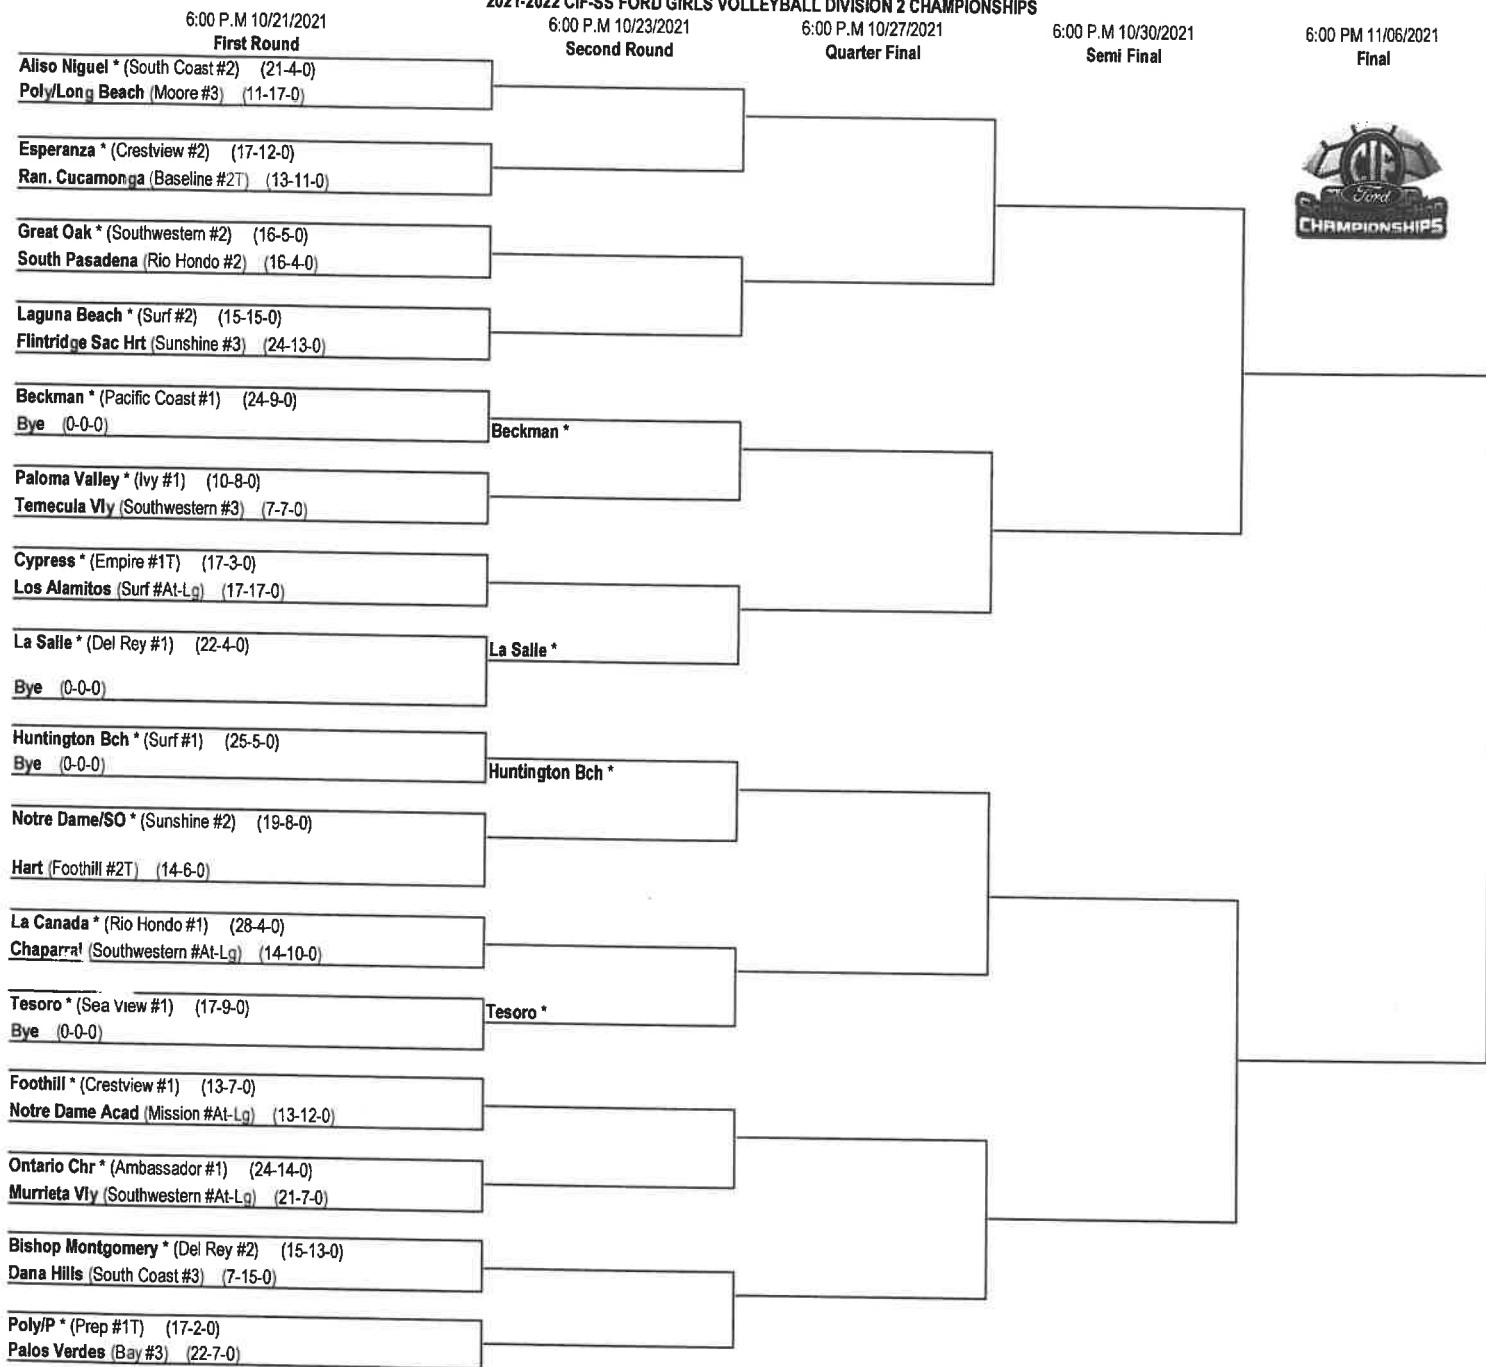 2021-2022 CIF-SS FORD GIRLS VOLLEYBALL DIVISION 2 CHAMPIONSHIPS
6:00 P.M 10/21/2021
First Round
6:00 P.M 10/23/2021
Second Round
6:00 P.M 10/27/2021
Quarter Final
6:00 P.M 10/30/2021
Semi Final
6:00 PM 11/06/2021
Final
Aliso Niguel * (South Coast #2) (21-4-0)
Poly/Long Beach (Moore #3) (11-17-0)
Esperanza * (Crestview #2) (17-12-0)
Ran. Cucamonga (Baseline #2T) (13-11-0)
Great Oak * (Southwestern #2) (16-5-0)
South Pasadena (Rio Hondo #2) (16-4-0)
Laguna Beach * (Surf #2) (15-15-0)
Flintridge Sac Hrt (Sunshine #3) (24-13-0)
Beckman * (Pacific Coast #1) (24-9-0)
Bye (0-0-0)
Beckman *
Paloma Valley * (Ivy #1) (10-8-0)
Temecula Vly (Southwestern #3) (7-7-0)
Cypress * (Empire #1T) (17-3-0)
Los Alamitos (Surf #At-Lg) (17-17-0)
La Salle * (Del Rey #1) (22-4-0)
La Salle *
Bye (0-0-0)
Huntington Bch * (Surf #1) (25-5-0)
Bye (0-0-0)
Huntington Bch *
Notre Dame/SO * (Sunshine #2) (19-8-0)
Hart (Foothill #2T) (14-6-0)
La Canada * (Rio Hondo #1) (28-4-0)
Chaparral (Southwestern #At-Lg) (14-10-0)
Tesoro * (Sea View #1) (17-9-0)
Tesoro *
Bye (0-0-0)
Foothill * (Crestview #1) (13-7-0)
Notre Dame Acad (Mission #At-Lg) (13-12-0)
Ontario Chr * (Ambassador #1) (24-14-0)
Murrieta Vly (Southwestern #At-Lg) (21-7-0)
Bishop Montgomery * (Del Rey #2) (15-13-0)
Dana Hills (South Coast #3) (7-15-0)
Poly/P * (Prep #1T) (17-2-0)
Palos Verdes (Bay #3) (22-7-0)
CIF
Ford
CHAMPIONSHIPS